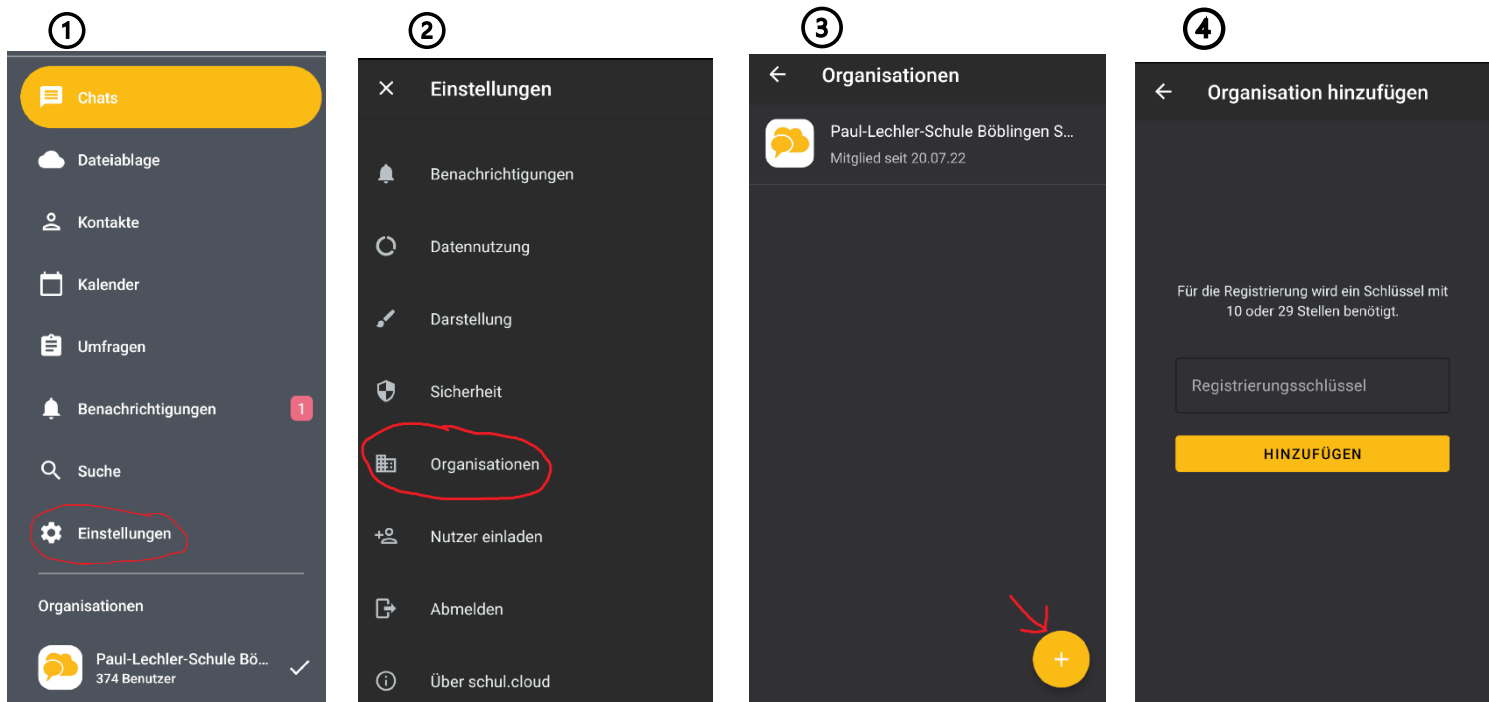 ①
Chats
Dateiablage
Kontakte
Kalender
Umfragen
Benachrichtigungen 1
Suche
Einstellungen
Organisationen
Paul-Lechler-Schule Bö...
374 Benutzer
②
Einstellungen
Benachrichtigungen
Datennutzung
Darstellung
Sicherheit
Organisationen
Nutzer einladen
Abmelden
Über schul.cloud
③
Organisationen
Paul-Lechler-Schule Böblingen S...
Mitglied seit 20.07.22
④
Organisation hinzufügen
Für die Registrierung wird ein Schlüssel mit
10 oder 29 Stellen benötigt.
Registrierungsschlüssel
HINZUFÜGEN